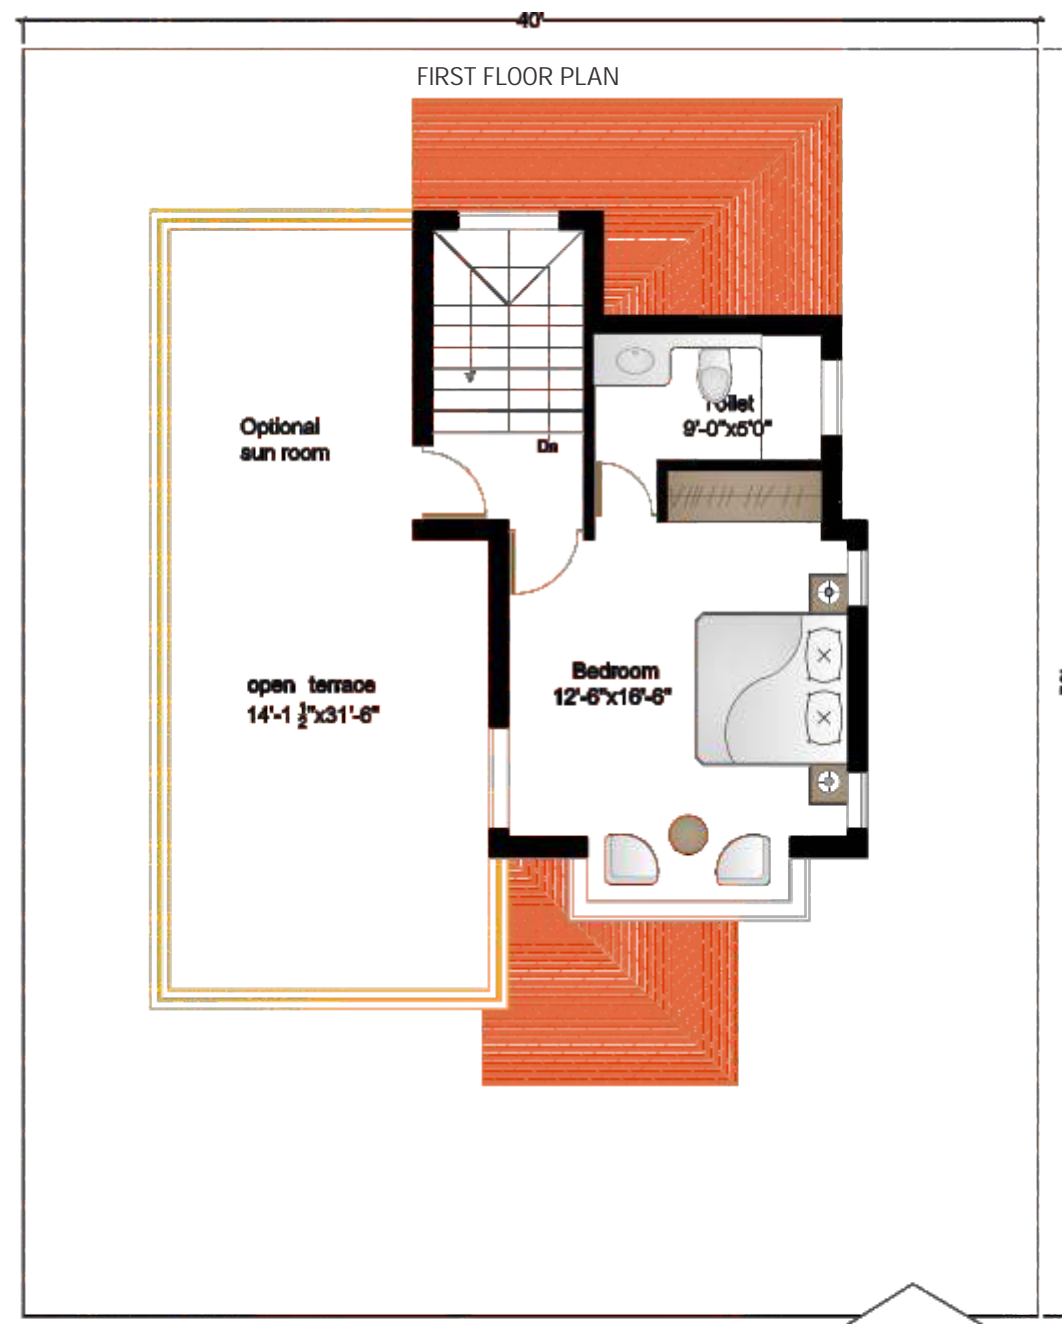 40'
FIRST FLOOR PLAN
Toilet
9'-0"x5'0"
Optional
sun room
Dn
Bedroom
12'-6"x16'-6"
open terrace
14'-1 ½"x31'-6"